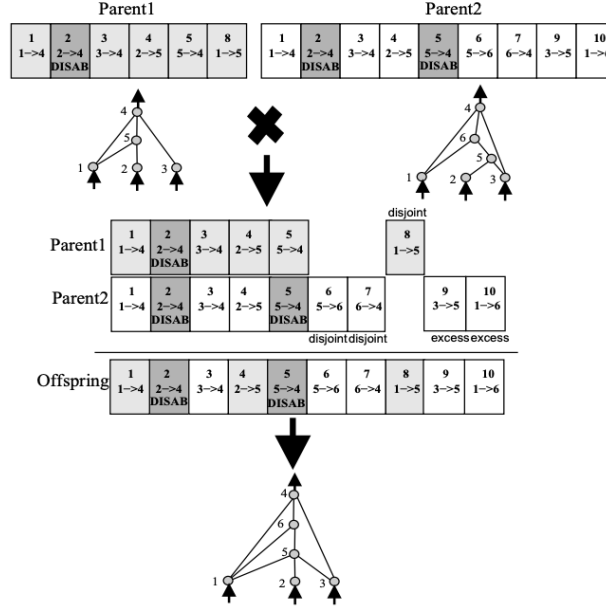 Parent1 Parent2
1 2 3 4 5 8
1->4 2->4 3->4 2->5 5->4 1->5
DISAB
1 2 3 4 5 6 7 9 10
1->4 2->4 3->4 2->5 5->4 5->6 6->4 3->5 1->6
DISAB DISAB
4
5
1 2 3
4
6
5
1 2 3
disjoint
Parent1
1 2 3 4 5 8
1->4 2->4 3->4 2->5 5->4 1->5
DISAB
Parent2
1 2 3 4 5 6 7 9 10
1->4 2->4 3->4 2->5 5->4 5->6 6->4 3->5 1->6
DISAB DISAB
disjoint disjoint excess excess
Offspring
1 2 3 4 5 6 7 8 9 10
1->4 2->4 3->4 2->5 5->4 5->6 6->4 1->5 3->5 1->6
DISAB DISAB
4
6
5
1 2 3